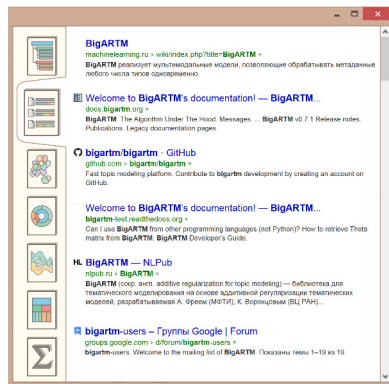 BigARTM
machinelearning.ru › wiki/index.php?title=BigARTM
BigARTM реализует мультимодальные модели, позволяющие обрабатывать метаданные
любого числа типов одновременно.
Welcome to BigARTM's documentation! — BigARTM...
docs.bigartm.org
BigARTM. The Algorithm Under The Hood. Messages. ... BigARTM v0.7.1 Release notes.
Publications. Legacy documentation pages.
bigartm/bigartm · GitHub
github.com › bigartm/bigartm
Fast topic modeling platform. Contribute to bigartm development by creating an account on
GitHub.
Welcome to BigARTM's documentation! — BigARTM...
bigartm-test.readthedocs.org
Can I use BigARTM from other programming languages (not Python)? How to retrieve Theta
matrix from BigARTM. BigARTM Developer's Guide.
NL BigARTM — NLPub
nlpub.ru › BigARTM
BigARTM (сокр. англ. additive regularization for topic modeling) — библиотека для
тематического моделирования на основе аддитивной регуляризации тематических
моделей, разрабатываемая А. Фреем (МФТИ), К. Воронцовым (ВЦ РАН)...
bigartm-users – Группы Google | Forum
groups.google.com › d/forum/bigartm-users
bigartm-users. Welcome to the mailing list of BigARTM. Показаны темы 1–19 из 19.
Σ